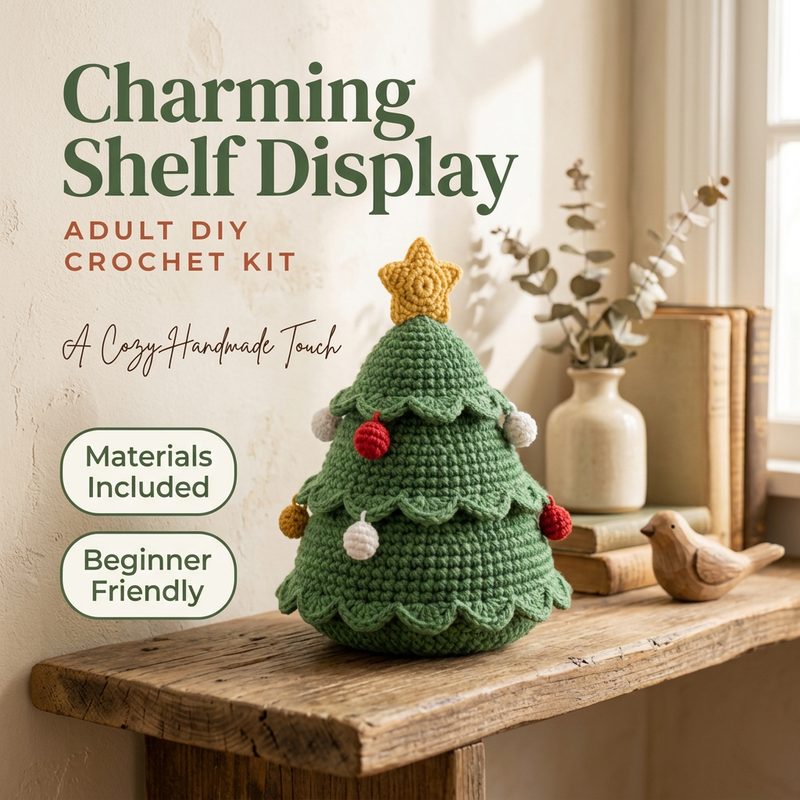 Charming
Shelf Display
ADULT DIY
CROCHET KIT
A Cozy Handmade Touch
Materials
Included
Beginner
Friendly